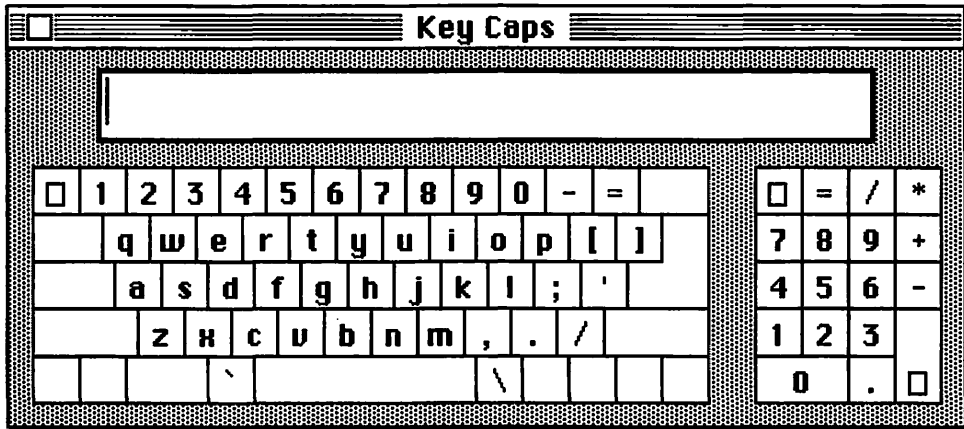 Key Caps
1 2 3 4 5 6 7 8 9 0 - = = / *
q w e r t y u i o p [ ] 7 8 9 +
a s d f g h j k l ; ' 4 5 6 -
z x c v b n m , . / 1 2 3
` \ 0 .